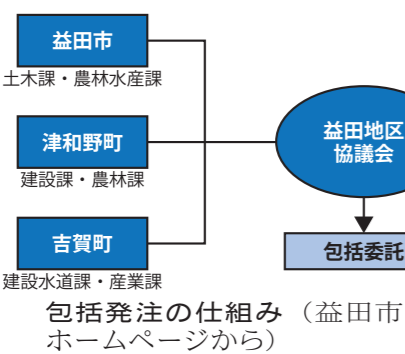 益田市
土木課・農林水産課
津和野町
建設課・農林課
吉賀町
建設水道課・産業課
益田地区
協議会
包括委託
包括発注の仕組み（益田市
ホームページから）